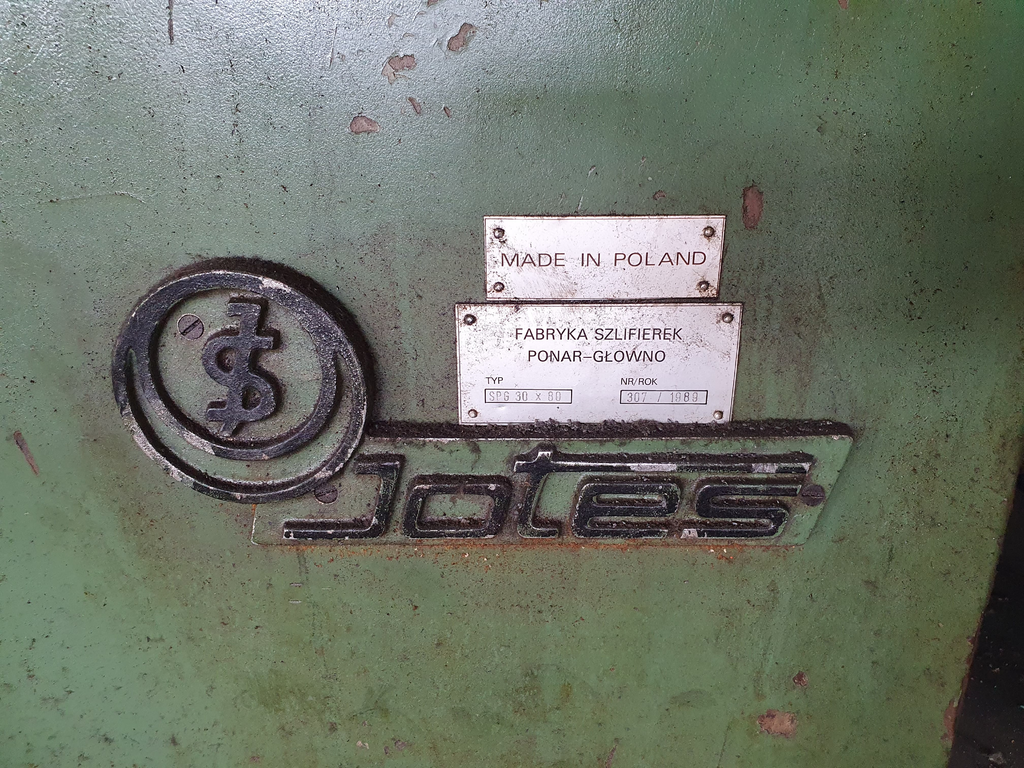 MADE IN POLAND
FABRYKA SZLIFIEREK
PONAR-GŁOWNO
TYP NR/ROK
SPG 30 x 80 307 / 1989
JOTES